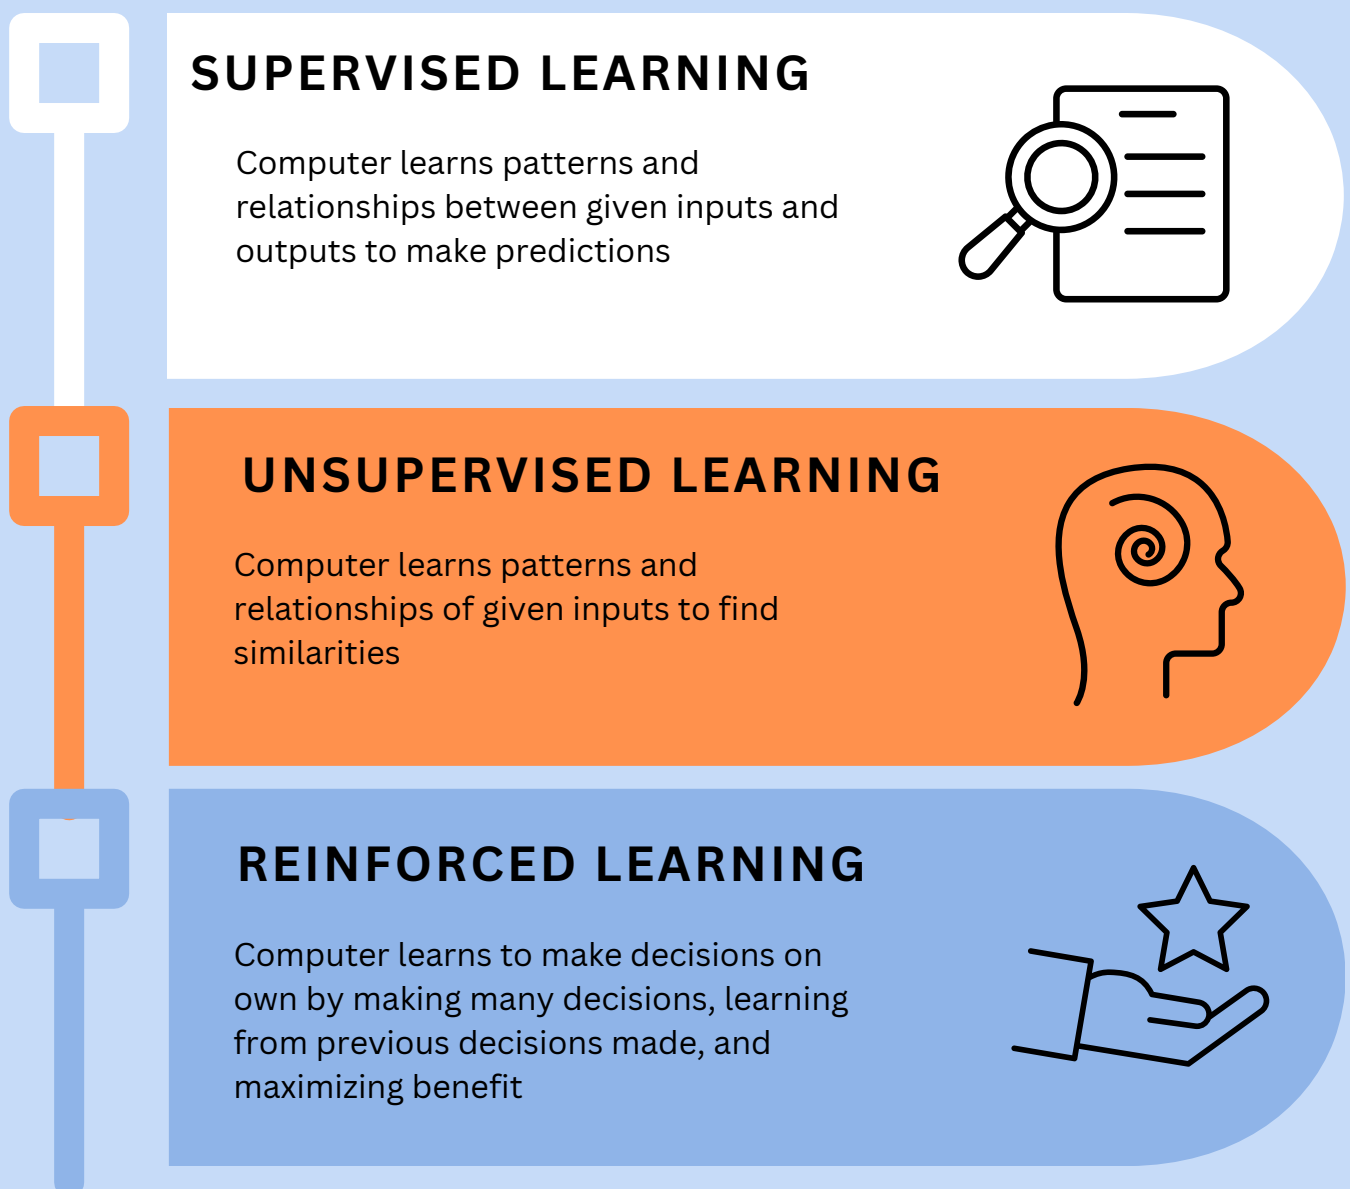 SUPERVISED LEARNING
Computer learns patterns and
relationships between given inputs and
outputs to make predictions
UNSUPERVISED LEARNING
Computer learns patterns and
relationships of given inputs to find
similarities
REINFORCED LEARNING
Computer learns to make decisions on
own by making many decisions, learning
from previous decisions made, and
maximizing benefit